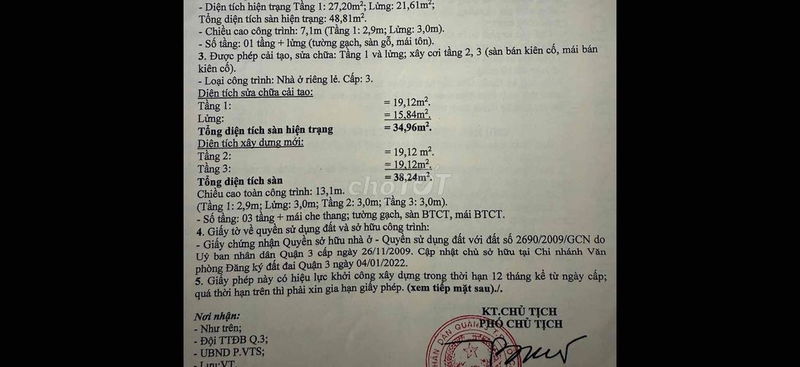 - Diện tích hiện trạng Tầng 1: 27,20m²; Lửng: 21,61m²;
Tổng diện tích sàn hiện trạng: 48,81m².
- Chiều cao công trình: 7,1m (Tầng 1: 2,9m; Lửng: 3,0m).
- Số tầng: 01 tầng + lửng (tường gạch, sàn gỗ, mái tôn).
3. Được phép cải tạo, sửa chữa: Tầng 1 và lửng; xây cơi tầng 2, 3 (sàn bán kiên cố, mái bán
kiên cố).
- Loại công trình: Nhà ở riêng lẻ. Cấp: 3.
Diện tích sửa chữa cải tạo:
Tầng 1: = 19,12m².
Lửng: = 15,84m².
Tổng diện tích sàn hiện trạng = 34,96m².
Diện tích xây dựng mới:
Tầng 2: = 19,12 m².
Tầng 3: = 19,12m².
Tổng diện tích sàn = 38,24m².
Chiều cao toàn công trình: 13,1m.
(Tầng 1: 2,9m; Lửng: 3,0m; Tầng 2: 3,0m; Tầng 3: 3,0m).
- Số tầng: 03 tầng + mái che thang; tường gạch, sàn BTCT, mái BTCT.
4. Giấy tờ về quyền sử dụng đất và sở hữu công trình:
- Giấy chứng nhận Quyền sở hữu nhà ở - Quyền sử dụng đất với đất số 2690/2009/GCN do
Uỷ ban nhân dân Quận 3 cấp ngày 26/11/2009. Cập nhật chủ sở hữu tại Chi nhánh Văn
phòng Đăng ký đất đai Quận 3 ngày 04/01/2022.
5. Giấy phép này có hiệu lực khởi công xây dựng trong thời hạn 12 tháng kể từ ngày cấp;
quá thời hạn trên thì phải xin gia hạn giấy phép. (xem tiếp mặt sau)./.
KT.CHỦ TỊCH
PHÓ CHỦ TỊCH
Nơi nhận:
- Như trên;
- Đội TTĐB Q.3;
- UBND P.VTS;
- Lưu:VT.
DÂN QUẬN
choTỐT